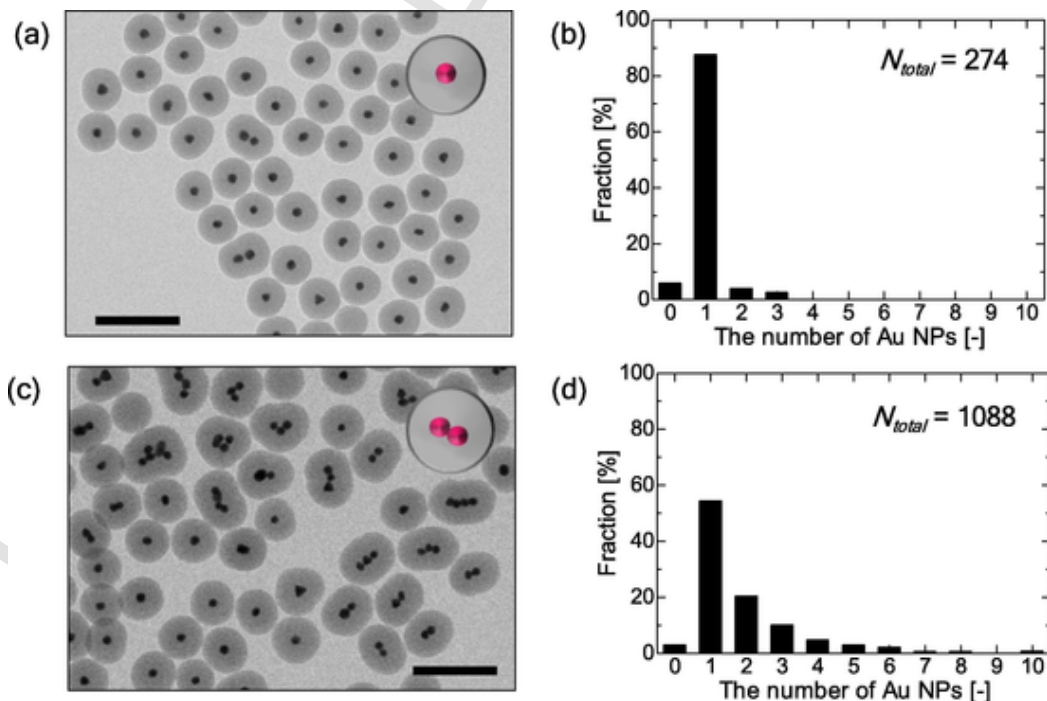 (a)
(b)
N_total = 274
Fraction [%]
100
80
60
40
20
0
0 1 2 3 4 5 6 7 8 9 10
The number of Au NPs [-]
(c)
(d)
N_total = 1088
Fraction [%]
100
80
60
40
20
0
0 1 2 3 4 5 6 7 8 9 10
The number of Au NPs [-]